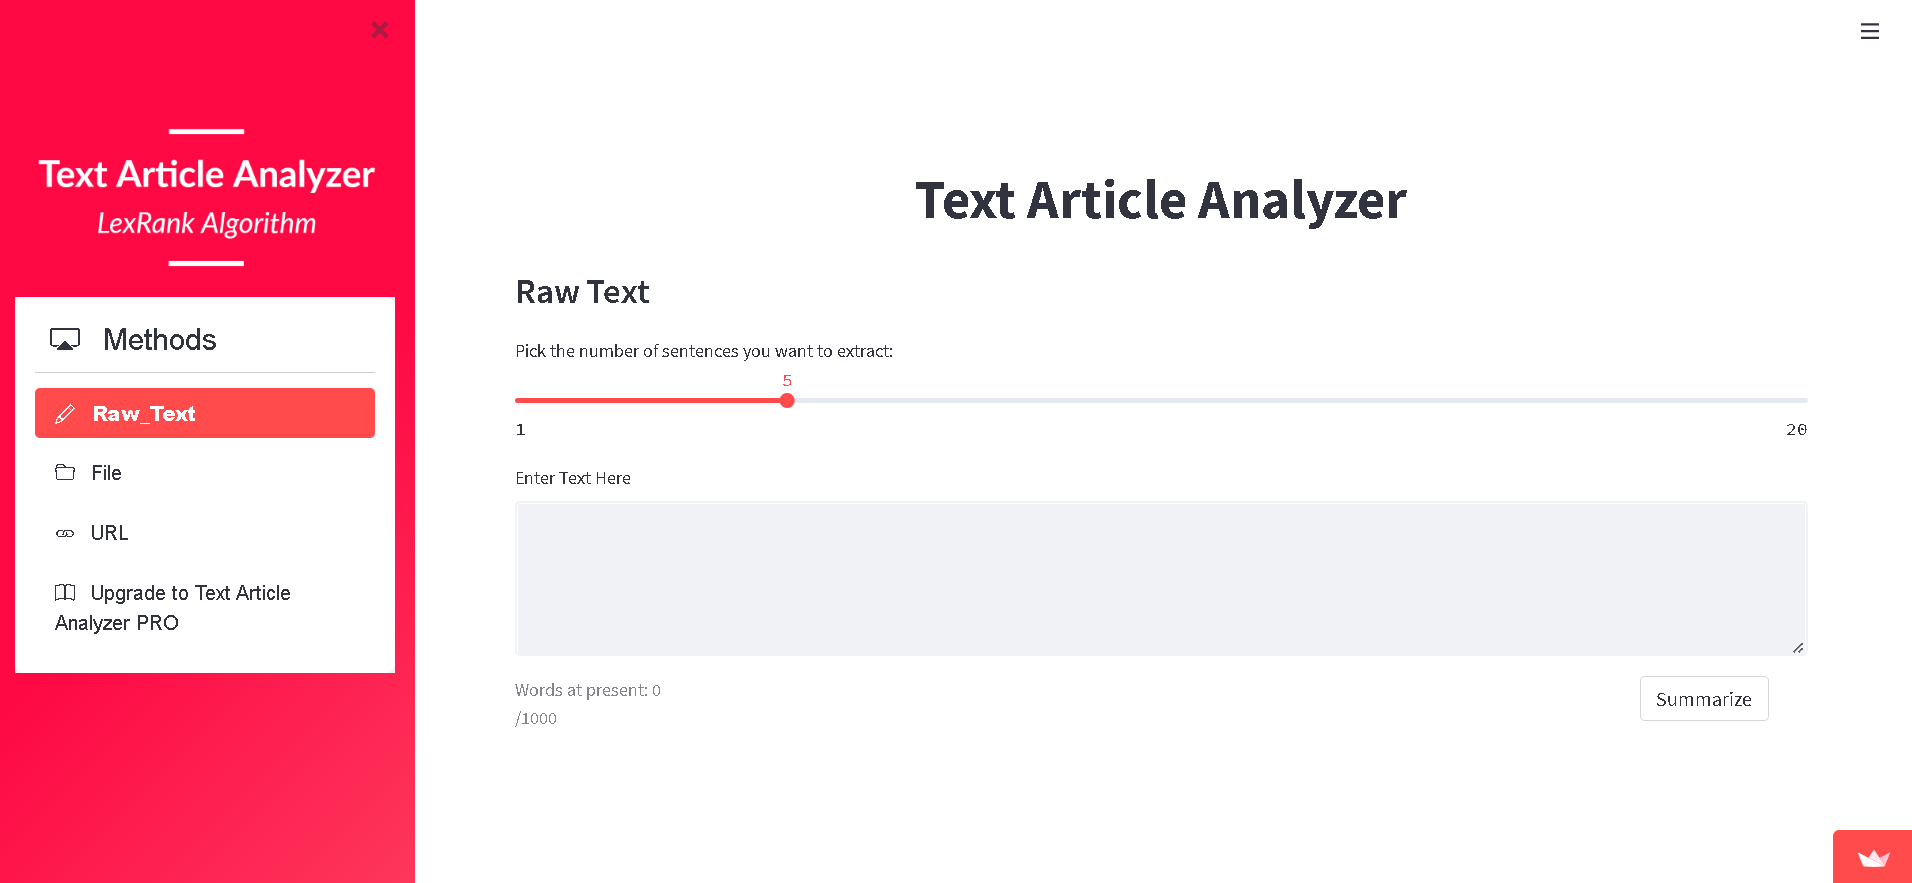 Text Article Analyzer
LexRank Algorithm
Methods
Raw_Text
File
URL
Upgrade to Text Article
Analyzer PRO
Text Article Analyzer
Raw Text
Pick the number of sentences you want to extract:
5
1
20
Enter Text Here
Words at present: 0
/1000
Summarize